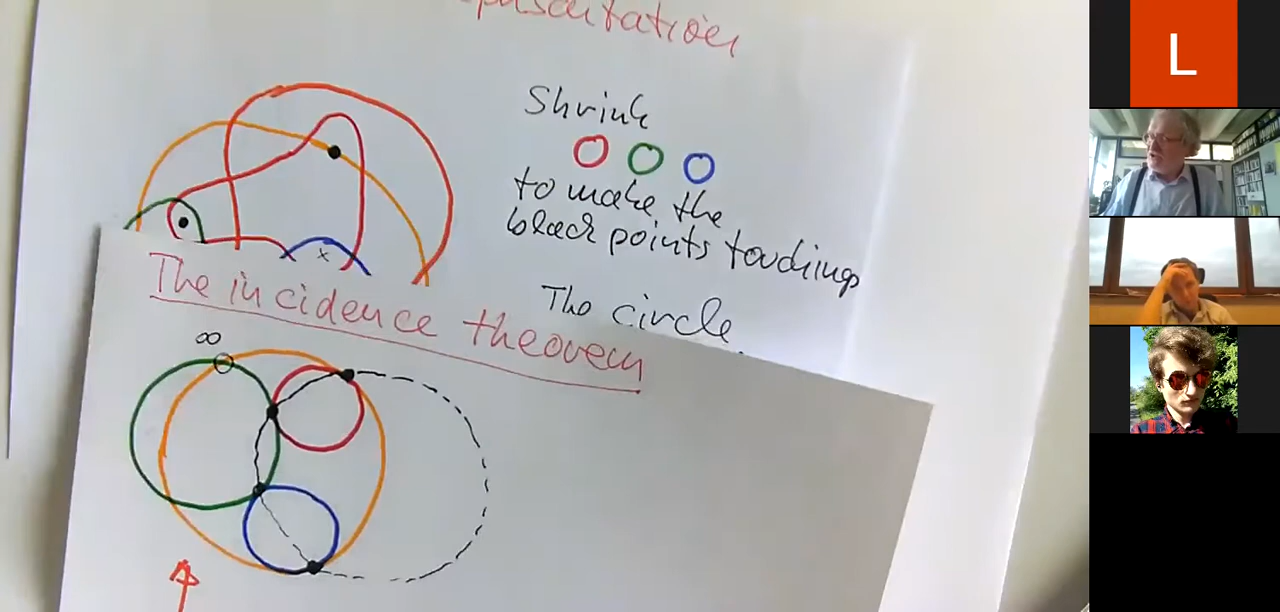 Shrink
to make the
black points touching
The circle.
The incidence theorem
∞
x
L